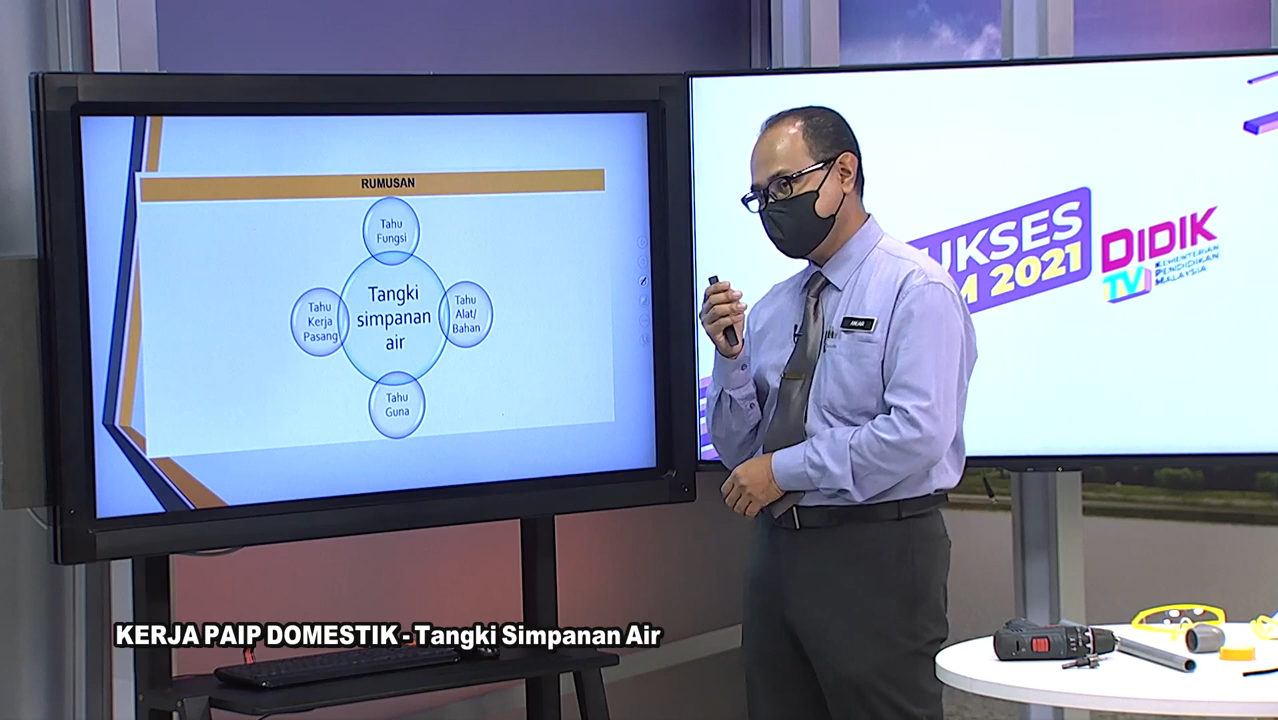 RUMUSAN
Tahu
Fungsi
Tangki
simpanan
air
Tahu
Kerja
Pasang
Tahu
Alat/
Bahan
Tahu
Guna
UKSES
M 2021
DIDIK
TV
KEMENTERIAN
PENDIDIKAN
MALAYSIA
KERJA PAIP DOMESTIK - Tangki Simpanan Air